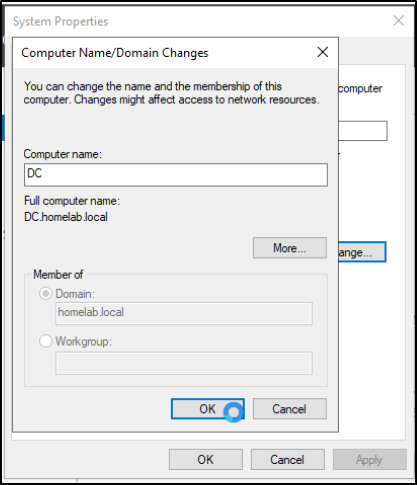 System Properties
Computer Name/Domain Changes
You can change the name and the membership of this
computer. Changes might affect access to network resources.
computer
Computer name:
DC
Full computer name:
DC.homelab.local
More...
ange...
Member of
Domain:
homelab.local
Workgroup:
OK
Cancel
OK
Cancel
Apply